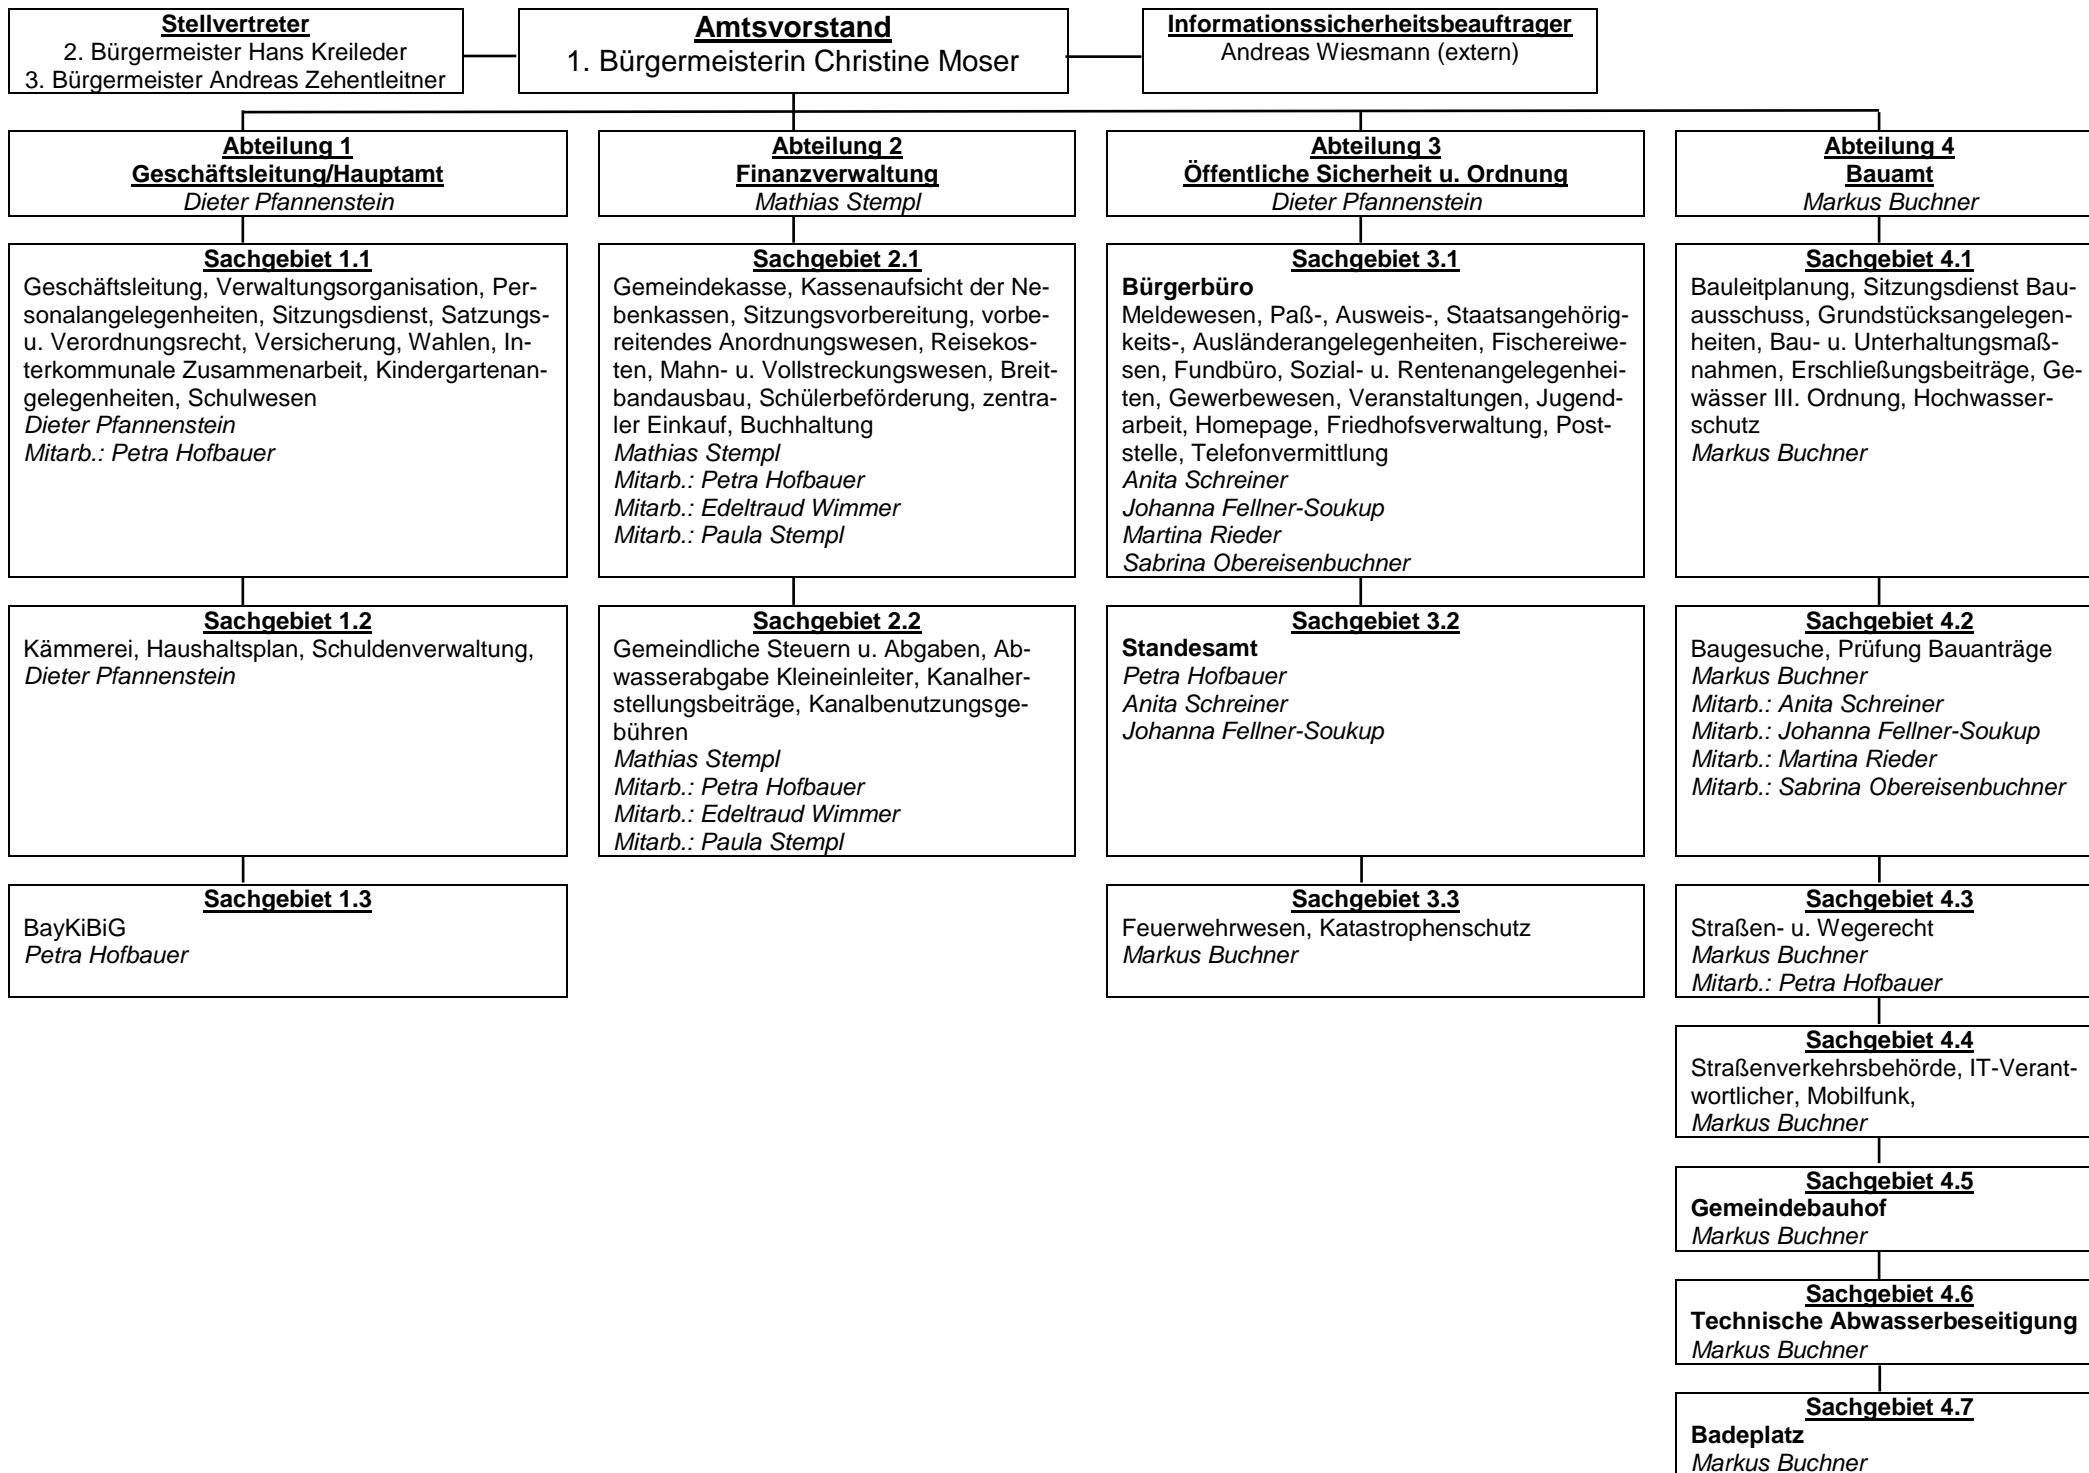 Stellvertreter
2. Bürgermeister Hans Kreileder
3. Bürgermeister Andreas Zehentleitner
Amtsvorstand
1. Bürgermeisterin Christine Moser
Informationssicherheitsbeauftrager
Andreas Wiesmann (extern)
Abteilung 1
Geschäftsleitung/Hauptamt
Dieter Pfannenstein
Abteilung 2
Finanzverwaltung
Mathias Stempl
Abteilung 3
Öffentliche Sicherheit u. Ordnung
Dieter Pfannenstein
Abteilung 4
Bauamt
Markus Buchner
Sachgebiet 1.1
Geschäftsleitung, Verwaltungsorganisation, Per-
sonalangelegenheiten, Sitzungsdienst, Satzungs-
u. Verordnungsrecht, Versicherung, Wahlen, In-
terkommunale Zusammenarbeit, Kindergartenan-
gelegenheiten, Schulwesen
Dieter Pfannenstein
Mitarb.: Petra Hofbauer
Sachgebiet 2.1
Gemeindekasse, Kassenaufsicht der Ne-
benkassen, Sitzungsvorbereitung, vorbe-
reitendes Anordnungswesen, Reisekos-
ten, Mahn- u. Vollstreckungswesen, Breit-
bandausbau, Schülerbeförderung, zentra-
ler Einkauf, Buchhaltung
Mathias Stempl
Mitarb.: Petra Hofbauer
Mitarb.: Edeltraud Wimmer
Mitarb.: Paula Stempl
Sachgebiet 3.1
Bürgerbüro
Meldewesen, Paß-, Ausweis-, Staatsangehörig-
keits-, Ausländerangelegenheiten, Fischereiwe-
sen, Fundbüro, Sozial- u. Rentenangelegenhei-
ten, Gewerbewesen, Veranstaltungen, Jugend-
arbeit, Homepage, Friedhofsverwaltung, Post-
stelle, Telefonvermittlung
Anita Schreiner
Johanna Fellner-Soukup
Martina Rieder
Sabrina Obereisenbuchner
Sachgebiet 4.1
Bauleitplanung, Sitzungsdienst Bau-
ausschuss, Grundstücksangelegen-
heiten, Bau- u. Unterhaltungsmaß-
nahmen, Erschließungsbeiträge, Ge-
wässer III. Ordnung, Hochwasser-
schutz
Markus Buchner
Sachgebiet 1.2
Kämmerei, Haushaltsplan, Schuldenverwaltung,
Dieter Pfannenstein
Sachgebiet 2.2
Gemeindliche Steuern u. Abgaben, Ab-
wasserabgabe Kleineinleiter, Kanalher-
stellungsbeiträge, Kanalbenutzungsge-
bühren
Mathias Stempl
Mitarb.: Petra Hofbauer
Mitarb.: Edeltraud Wimmer
Mitarb.: Paula Stempl
Sachgebiet 3.2
Standesamt
Petra Hofbauer
Anita Schreiner
Johanna Fellner-Soukup
Sachgebiet 4.2
Baugesuche, Prüfung Bauanträge
Markus Buchner
Mitarb.: Anita Schreiner
Mitarb.: Johanna Fellner-Soukup
Mitarb.: Martina Rieder
Mitarb.: Sabrina Obereisenbuchner
Sachgebiet 1.3
BayKiBiG
Petra Hofbauer
Sachgebiet 3.3
Feuerwehrwesen, Katastrophenschutz
Markus Buchner
Sachgebiet 4.3
Straßen- u. Wegerecht
Markus Buchner
Mitarb.: Petra Hofbauer
Sachgebiet 4.4
Straßenverkehrsbehörde, IT-Verant-
wortlicher, Mobilfunk,
Markus Buchner
Sachgebiet 4.5
Gemeindebauhof
Markus Buchner
Sachgebiet 4.6
Technische Abwasserbeseitigung
Markus Buchner
Sachgebiet 4.7
Badeplatz
Markus Buchner